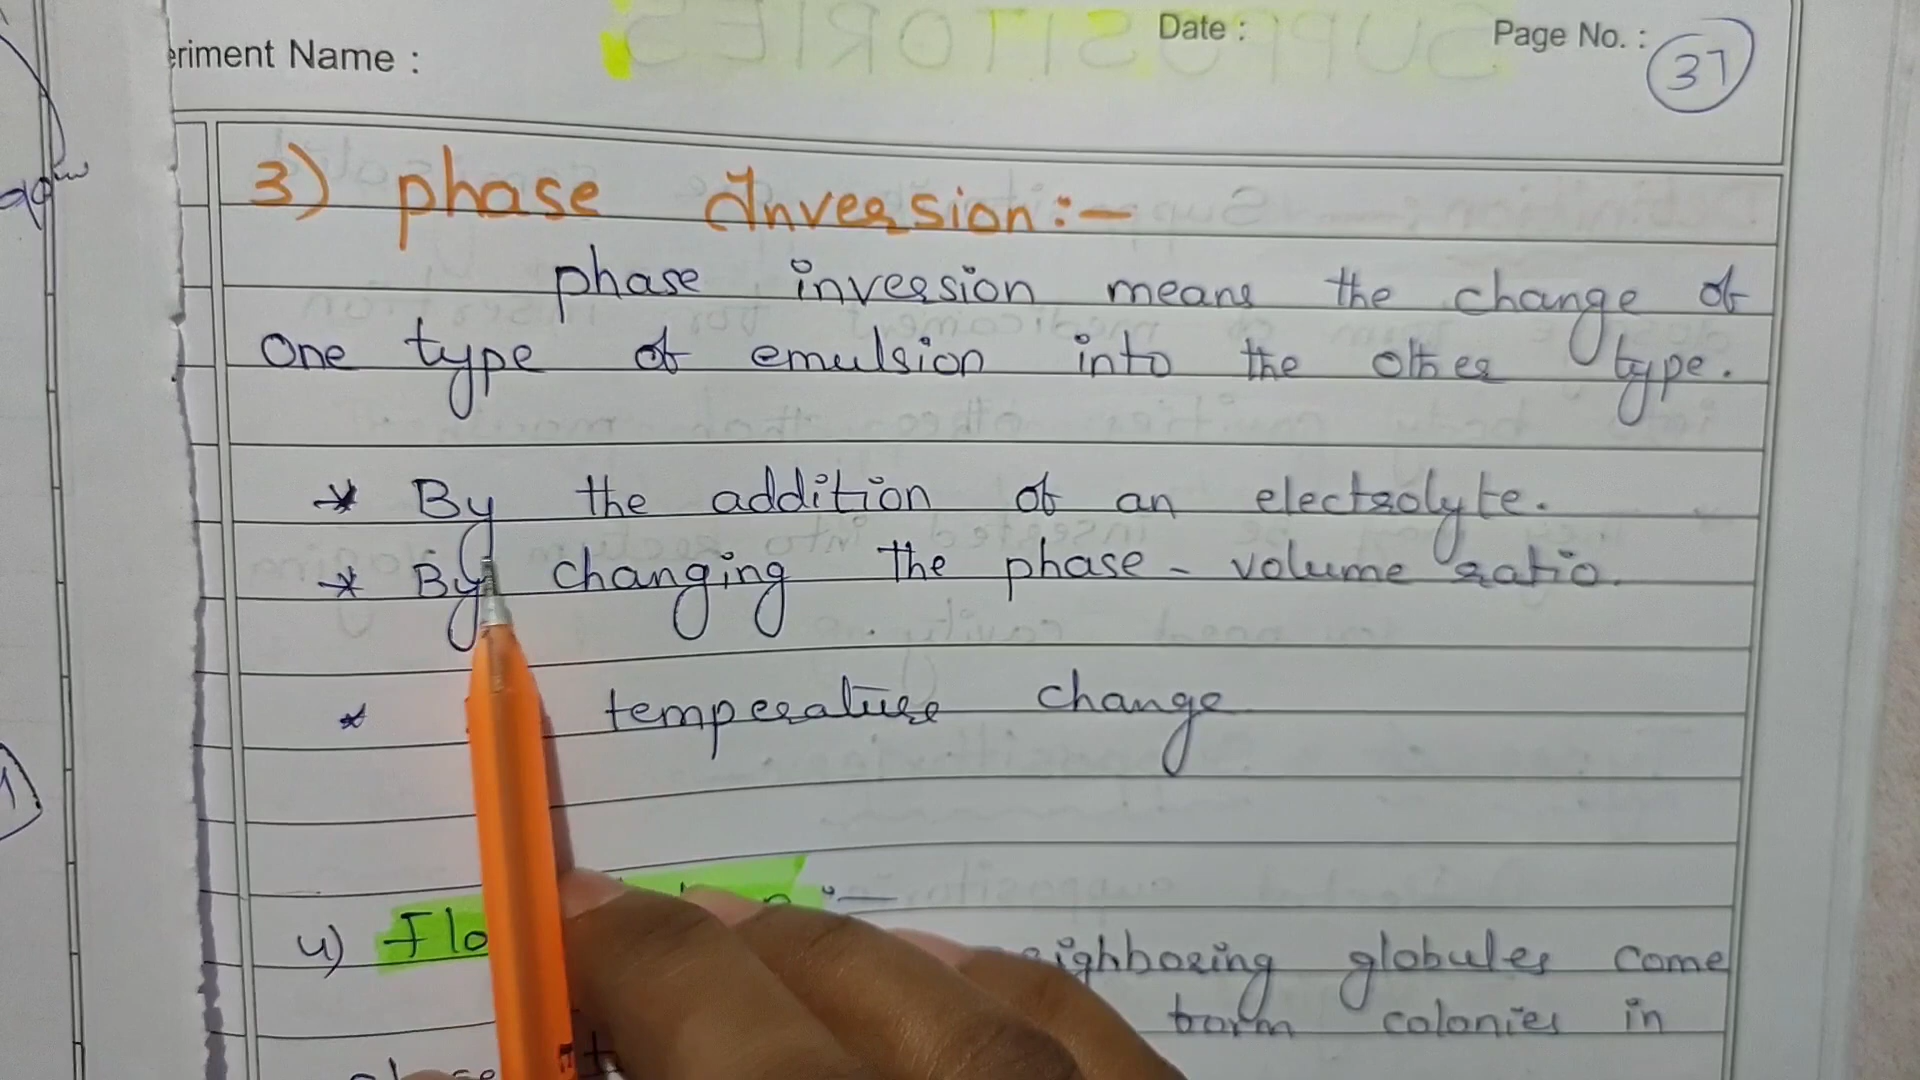 Experiment Name :
Date :
Page No. :
37
3) Phase Inversion:-
phase inversion means the change of
one type of emulsion into the other type.
* By the addition of an electrolyte.
* By changing the phase - volume ratio.
* temperature change
4)
neighboring globules come
form colonies in